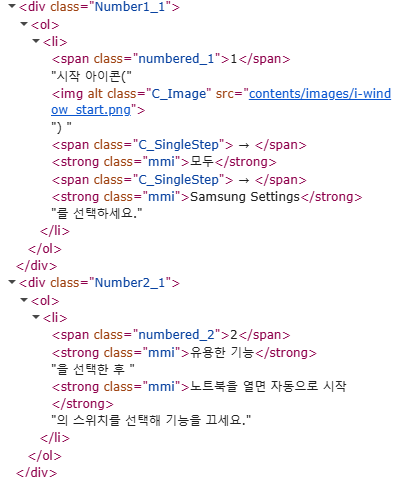 <div class="Number1_1">
<ol>
<li>
<span class="numbered_1">1</span>
"시작 아이콘("
<img alt class="C_Image" src="contents/images/i-wind
ow_start.png">
") "
<span class="C_SingleStep"> → </span>
<strong class="mmi">모두</strong>
<span class="C_SingleStep"> → </span>
<strong class="mmi">Samsung Settings</strong>
"를 선택하세요."
</li>
</ol>
</div>
<div class="Number2_1">
<ol>
<li>
<span class="numbered_2">2</span>
<strong class="mmi">유용한 기능</strong>
"을 선택한 후 "
<strong class="mmi">노트북을 열면 자동으로 시작
</strong>
"의 스위치를 선택해 기능을 끄세요."
</li>
</ol>
</div>